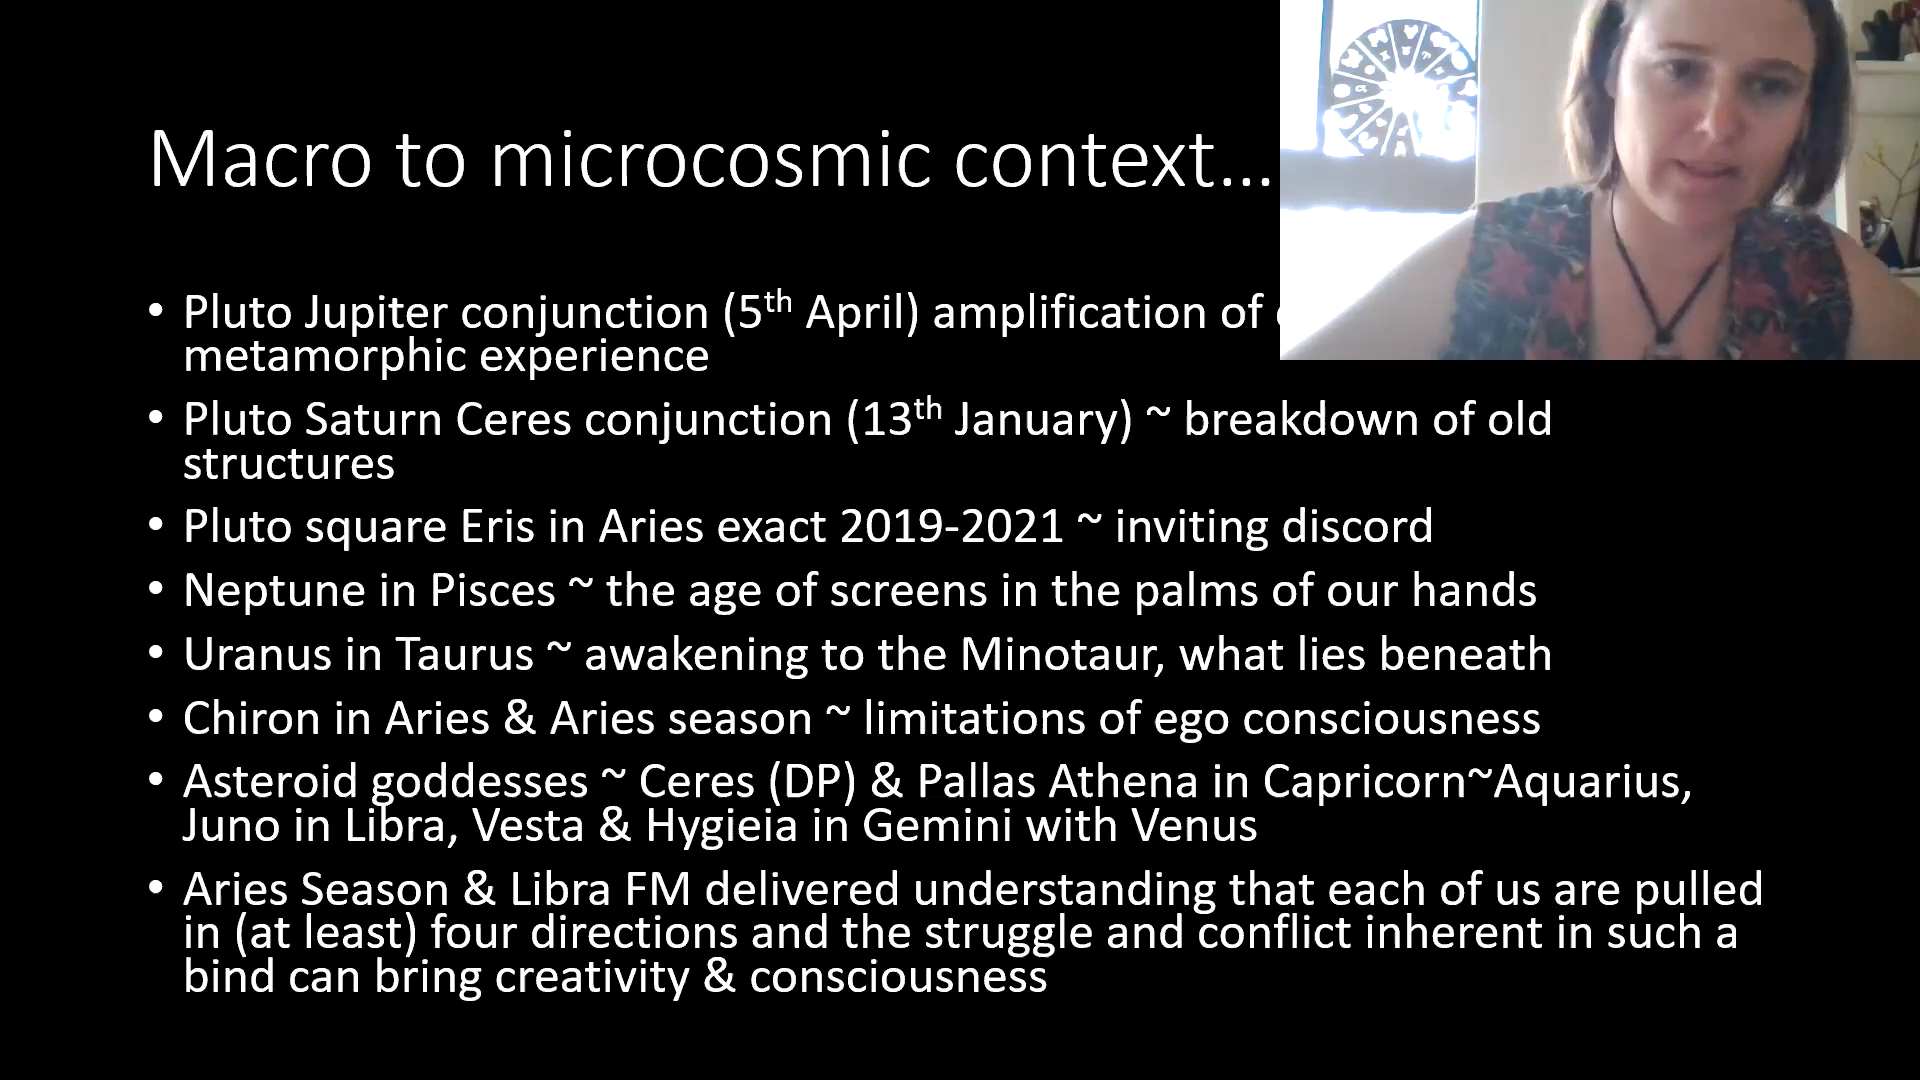 Macro to microcosmic context...
• Pluto Jupiter conjunction (5th April) amplification of
metamorphic experience
• Pluto Saturn Ceres conjunction (13th January) ~ breakdown of old
structures
• Pluto square Eris in Aries exact 2019-2021 ~ inviting discord
• Neptune in Pisces ~ the age of screens in the palms of our hands
• Uranus in Taurus ~ awakening to the Minotaur, what lies beneath
• Chiron in Aries & Aries season ~ limitations of ego consciousness
• Asteroid goddesses ~ Ceres (DP) & Pallas Athena in Capricorn~Aquarius,
Juno in Libra, Vesta & Hygieia in Gemini with Venus
• Aries Season & Libra FM delivered understanding that each of us are pulled
in (at least) four directions and the struggle and conflict inherent in such a
bind can bring creativity & consciousness